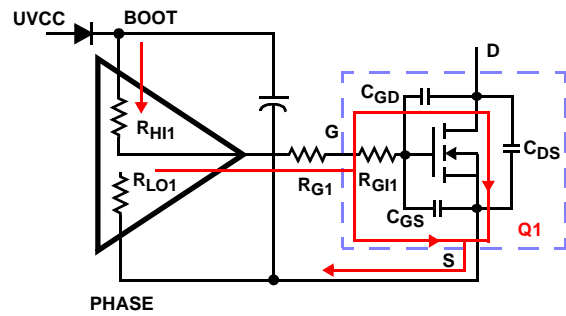 UVCC
BOOT
D
CGD
G
RHI1
CDS
RLO1
RG1
RGI1
CGS
Q1
S
PHASE